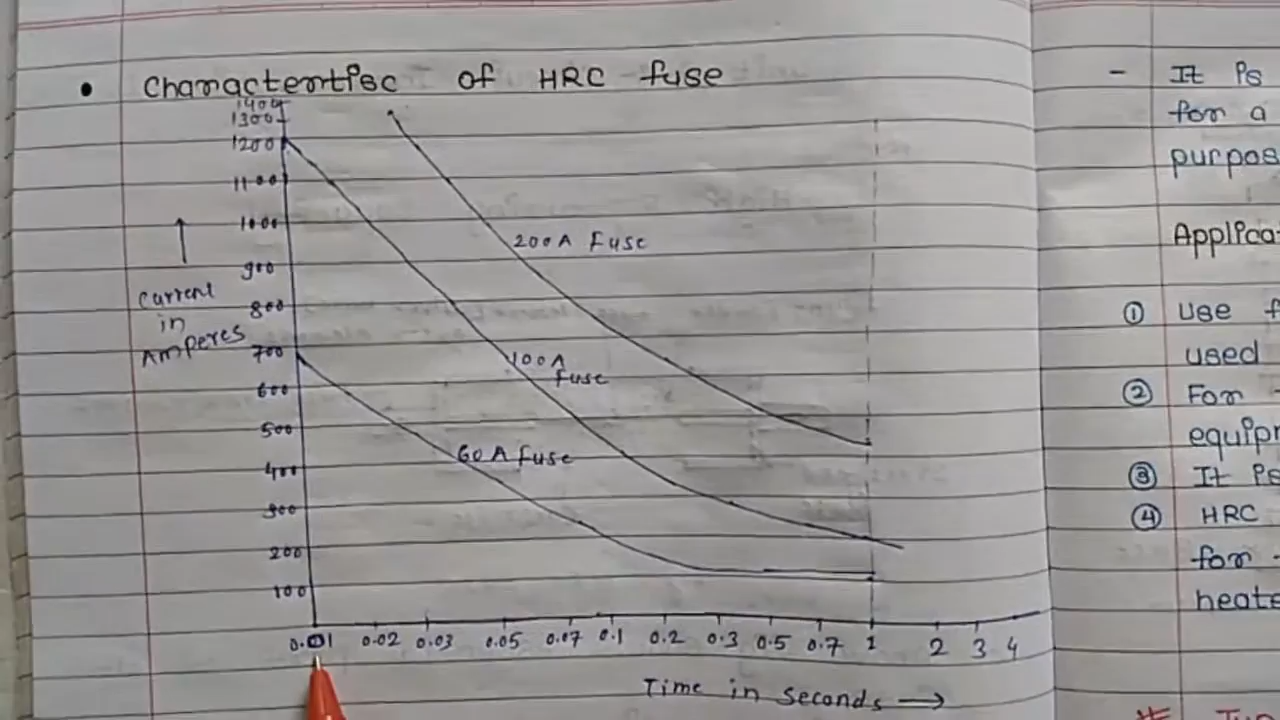 • Charactertisc of HRC fuse
1400
1300
1200
1100
1000
900
800
700
600
500
400
300
200
100
Current
in
Amperes
200A Fuse
100A
fuse
60A fuse
0.01 0.02 0.03 0.05 0.07 0.1 0.2 0.3 0.5 0.7 1 2 3 4
Time in seconds →
- It is
for a
purpos
Applica
① Use f
used
② For
equipm
③ It is
④ HRC
for
heate